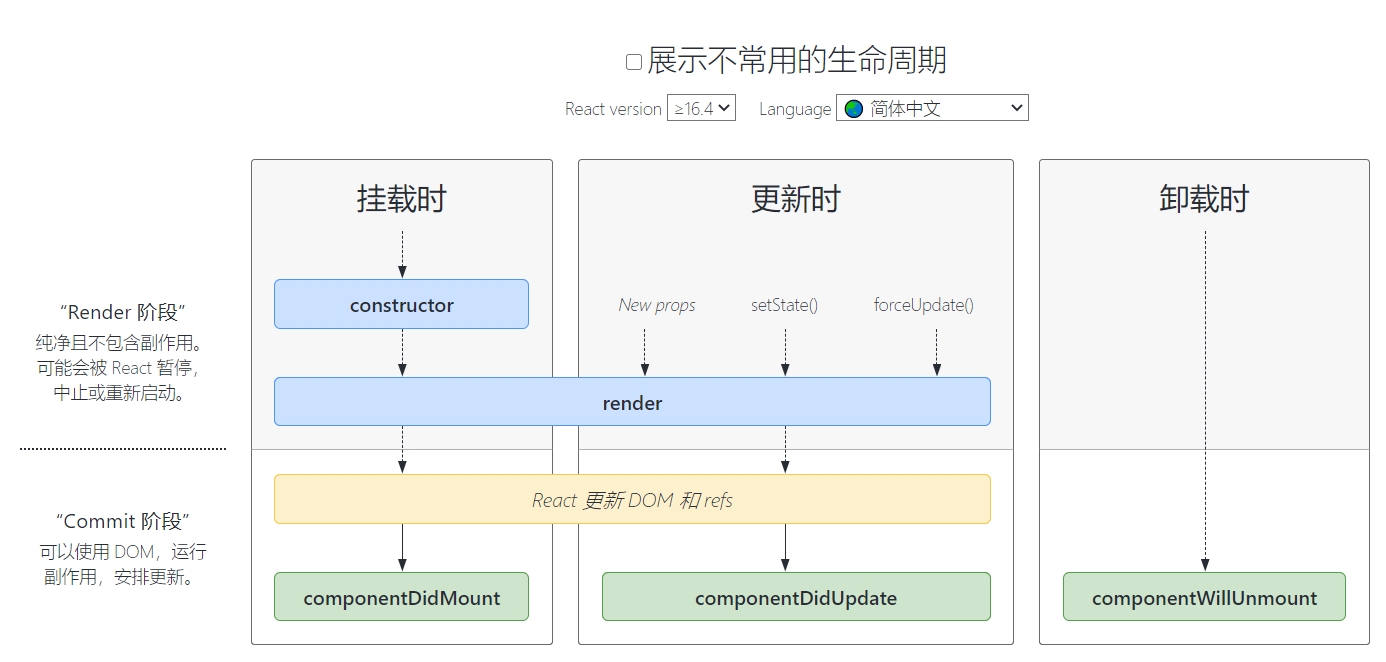 展示不常用的生命周期
React version ≥16.4 Language 简体中文
挂载时
更新时
卸载时
“Render 阶段”
纯净且不包含副作用。
可能会被 React 暂停，
中止或重新启动。
constructor
New props
setState()
forceUpdate()
render
“Commit 阶段”
可以使用 DOM，运行
副作用，安排更新。
React 更新 DOM 和 refs
componentDidMount
componentDidUpdate
componentWillUnmount